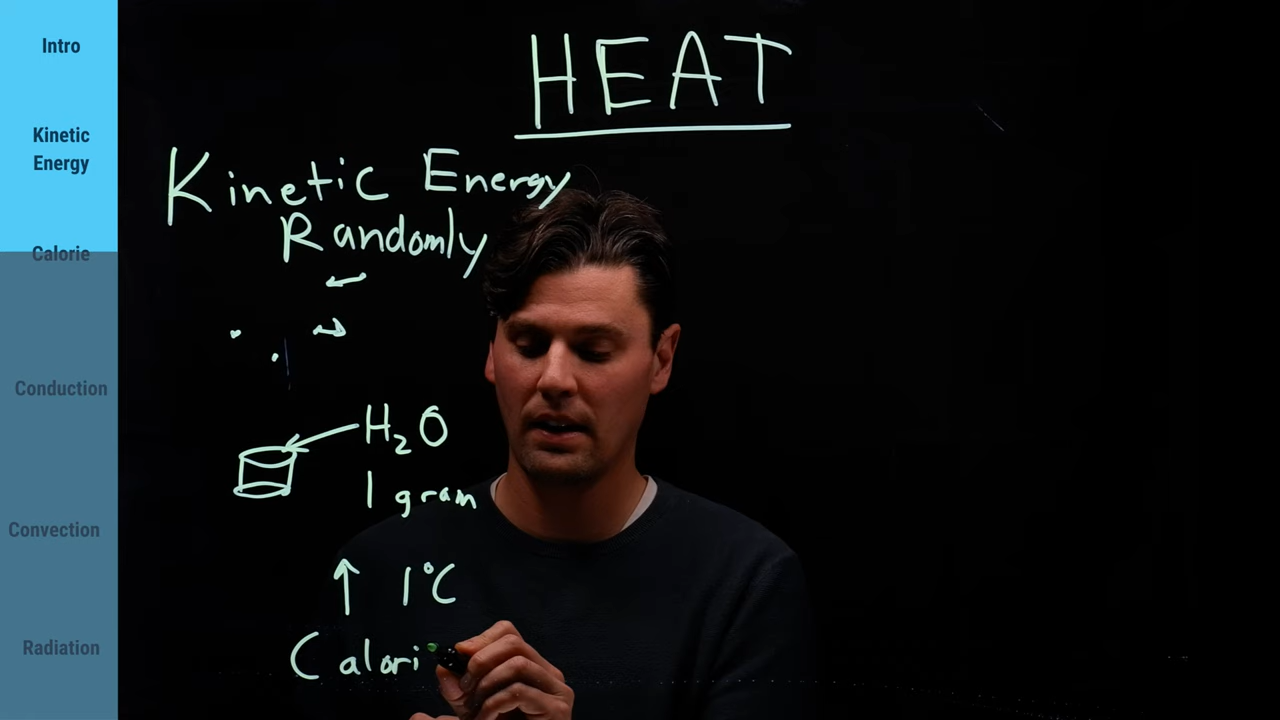 Intro
Kinetic
Energy
Calorie
Conduction
Convection
Radiation
HEAT
Kinetic Energy
Randomly
H₂O
1 gram
↑ 1°C
Calori